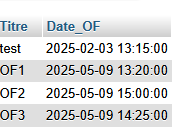 Titre Date_OF
test 2025-02-03 13:15:00
OF1 2025-05-09 13:20:00
OF2 2025-05-09 15:00:00
OF3 2025-05-09 14:25:00